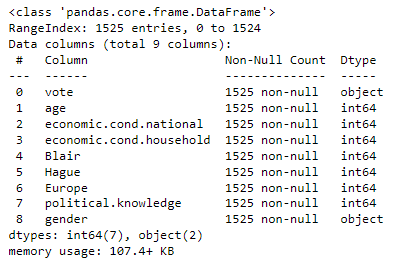 <class 'pandas.core.frame.DataFrame'>
RangeIndex: 1525 entries, 0 to 1524
Data columns (total 9 columns):
 #   Column                   Non-Null Count  Dtype
---  ------                   --------------  -----
 0   vote                     1525 non-null   object
 1   age                      1525 non-null   int64
 2   economic.cond.national   1525 non-null   int64
 3   economic.cond.household  1525 non-null   int64
 4   Blair                    1525 non-null   int64
 5   Hague                    1525 non-null   int64
 6   Europe                   1525 non-null   int64
 7   political.knowledge      1525 non-null   int64
 8   gender                   1525 non-null   object
dtypes: int64(7), object(2)
memory usage: 107.4+ KB